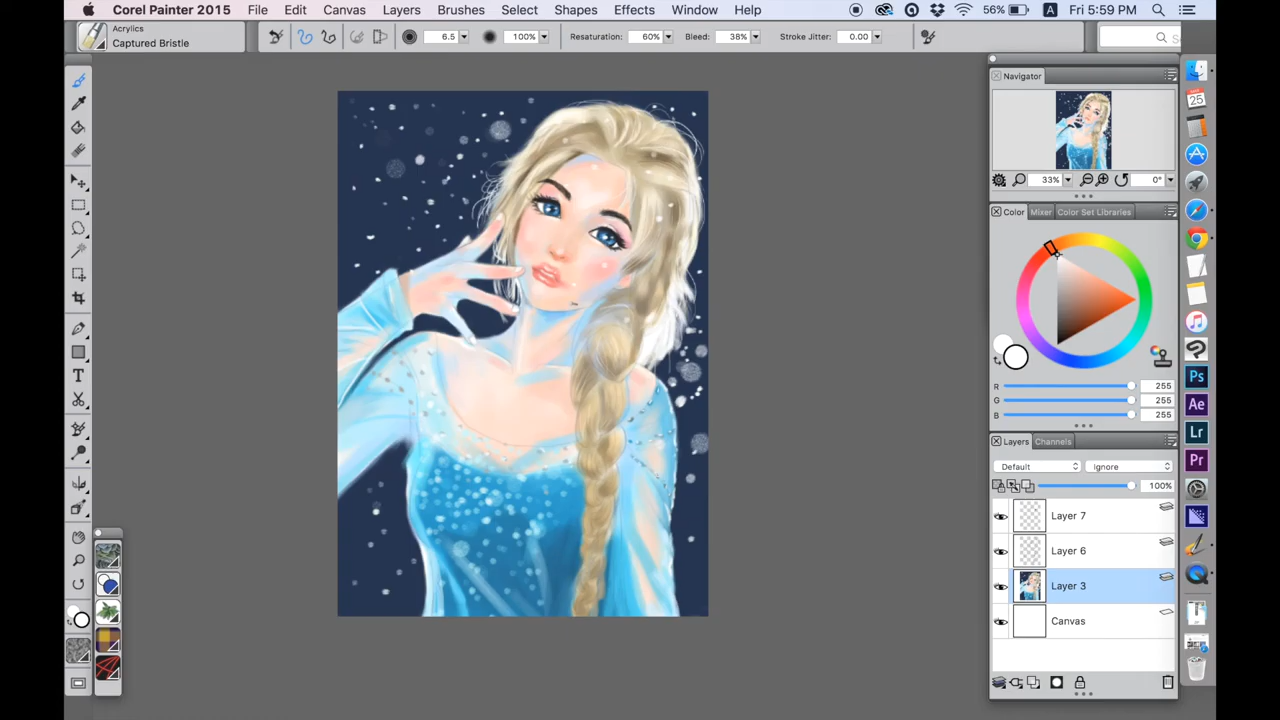 Corel Painter 2015 File Edit Canvas Layers Brushes Select Shapes Effects Window Help 56% A Fri 5:59 PM
Acrylics
Captured Bristle
6.5 100% Resaturation: 60% Bleed: 38% Stroke Jitter: 0.00
Navigator
25
33% 0°
Color Mixer Color Set Libraries
R 255
G 255
B 255
Ps
Ae
Lr
Pr
Layers Channels
Default Ignore
100%
Layer 7
Layer 6
Layer 3
Canvas
T